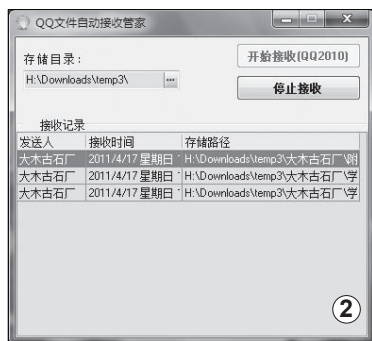 QQ文件自动接收管家
存储目录:
开始接收(QQ2010)
H:\Downloads\temp3\ ...
停止接收
接收记录
发送人 接收时间 存储路径
大木古石厂 2011/4/17 星期日 H:\Downloads\temp3\大木古石厂\附
大木古石厂 2011/4/17 星期日 H:\Downloads\temp3\大木古石厂\学
大木古石厂 2011/4/17 星期日 H:\Downloads\temp3\大木古石厂\学
②